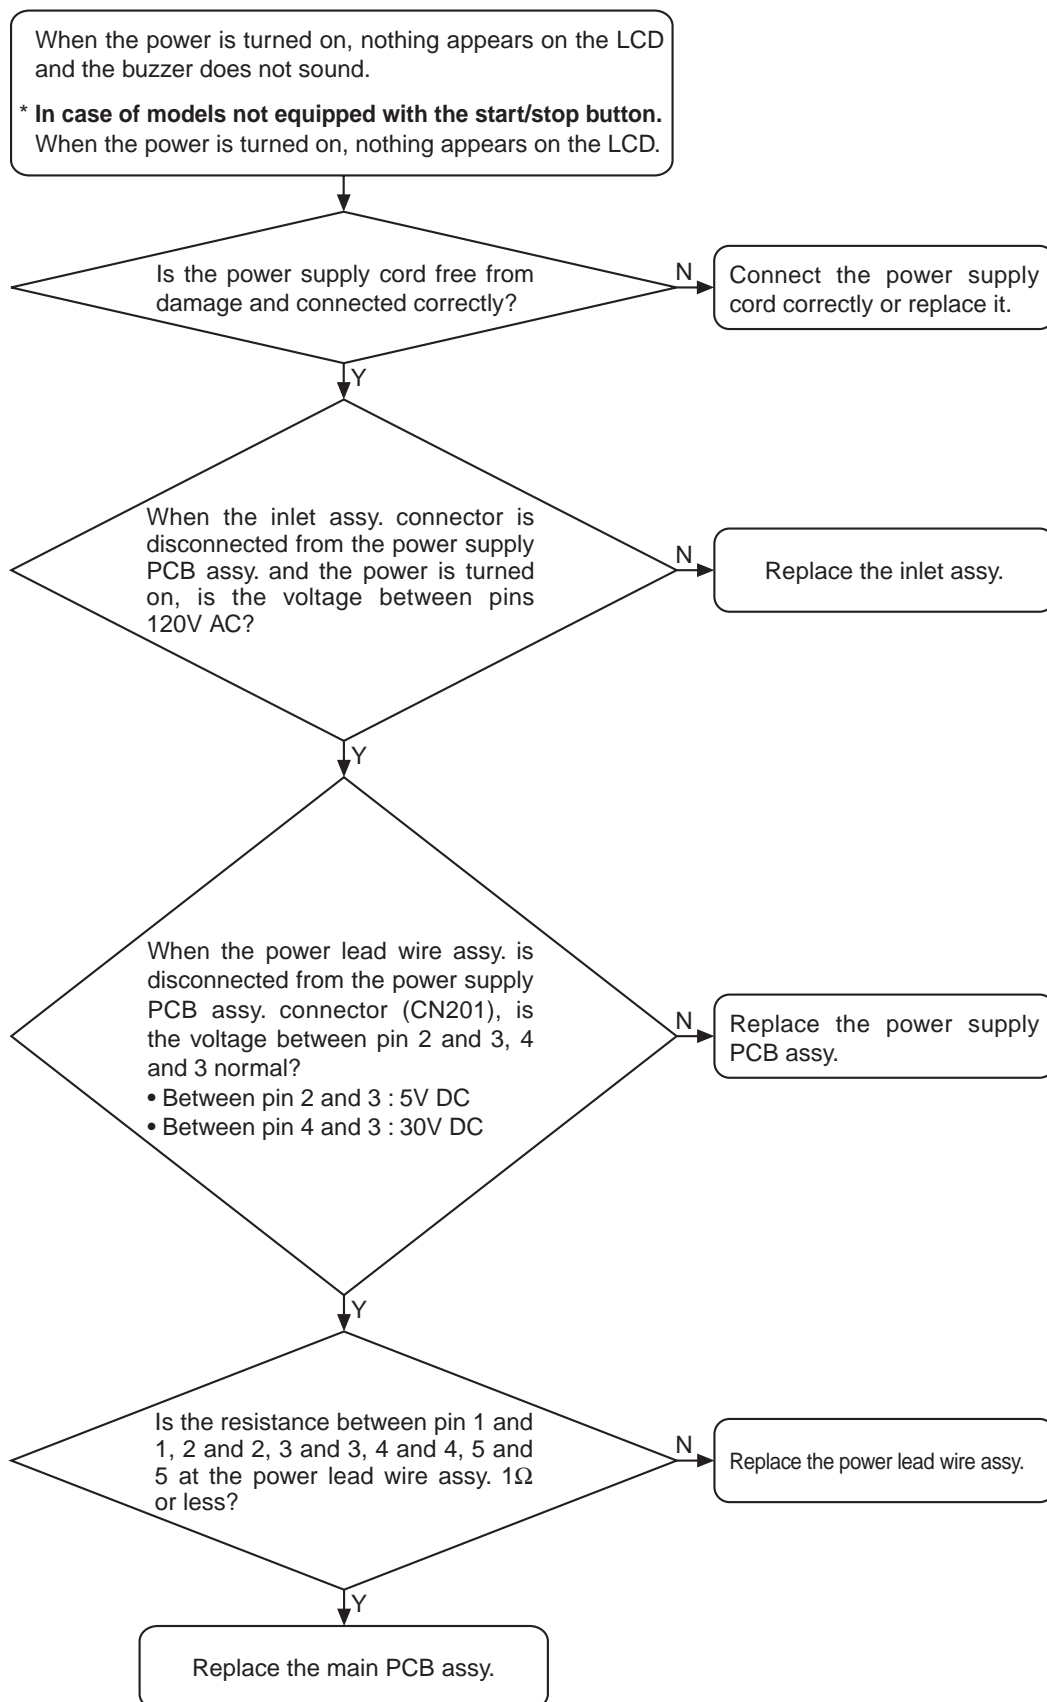 When the power is turned on, nothing appears on the LCD
and the buzzer does not sound.
* In case of models not equipped with the start/stop button.
When the power is turned on, nothing appears on the LCD.
Is the power supply cord free from
damage and connected correctly?
N
Connect the power supply
cord correctly or replace it.
Y
When the inlet assy. connector is
disconnected from the power supply
PCB assy. and the power is turned
on, is the voltage between pins
120V AC?
N
Replace the inlet assy.
Y
When the power lead wire assy. is
disconnected from the power supply
PCB assy. connector (CN201), is
the voltage between pin 2 and 3, 4
and 3 normal?
• Between pin 2 and 3 : 5V DC
• Between pin 4 and 3 : 30V DC
N
Replace the power supply
PCB assy.
Y
Is the resistance between pin 1 and
1, 2 and 2, 3 and 3, 4 and 4, 5 and
5 at the power lead wire assy. 1Ω
or less?
N
Replace the power lead wire assy.
Y
Replace the main PCB assy.